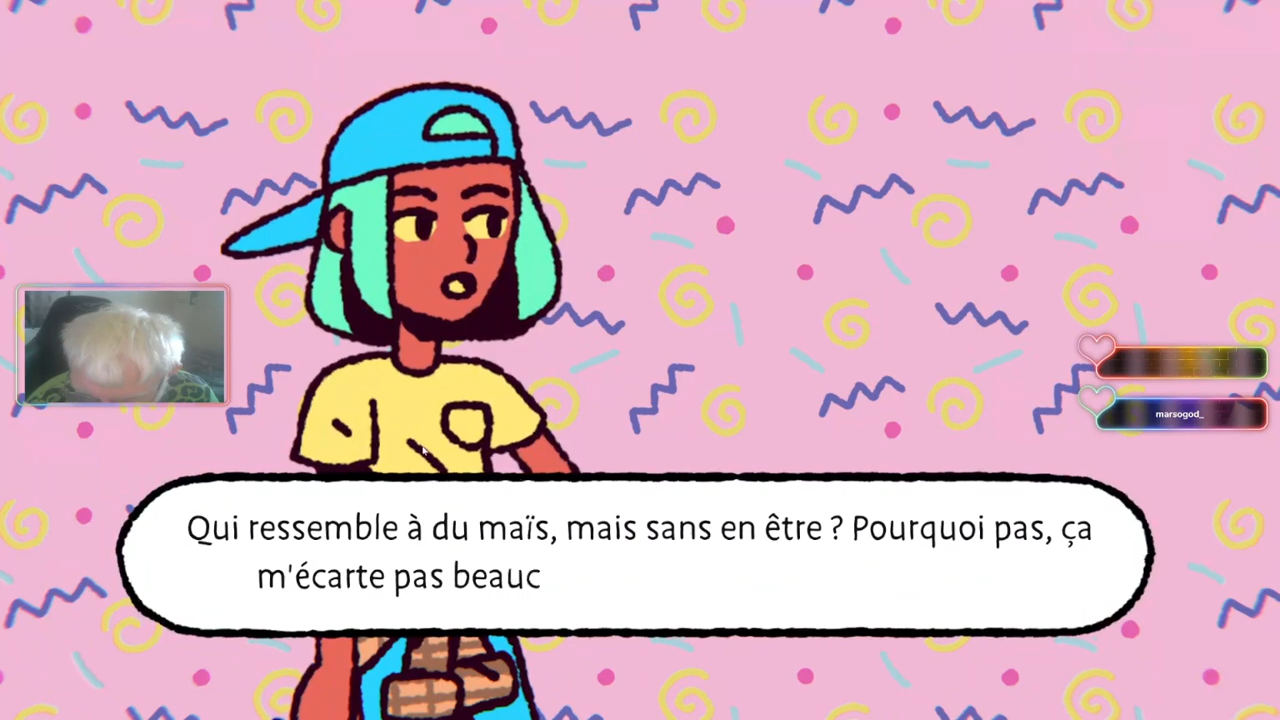 Qui ressemble à du maïs, mais sans en être ? Pourquoi pas, ça
m'écarte pas beauc
marsogod_